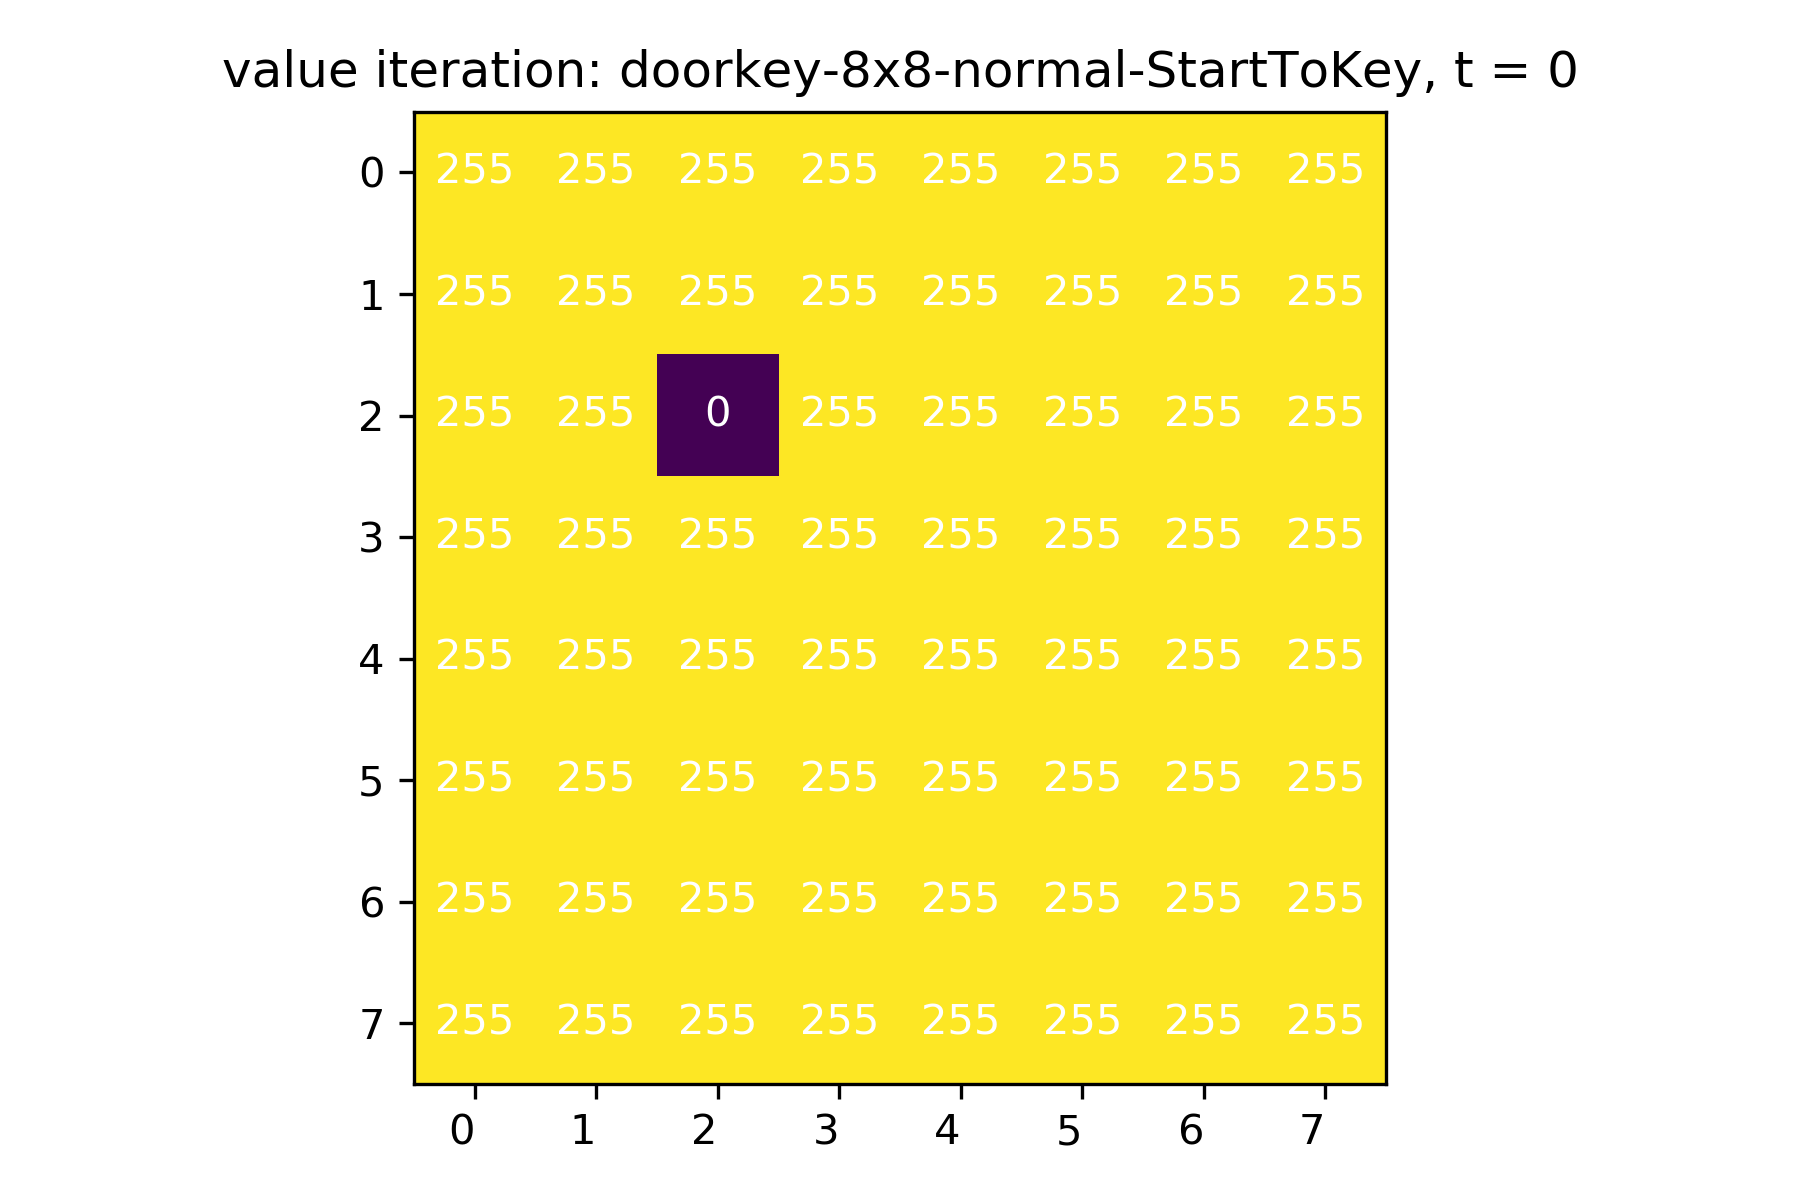 value iteration: doorkey-8x8-normal-StartToKey, t = 0
0 255 255 255 255 255 255 255 255
1 255 255 255 255 255 255 255 255
2 255 255 0 255 255 255 255 255
3 255 255 255 255 255 255 255 255
4 255 255 255 255 255 255 255 255
5 255 255 255 255 255 255 255 255
6 255 255 255 255 255 255 255 255
7 255 255 255 255 255 255 255 255
0 1 2 3 4 5 6 7